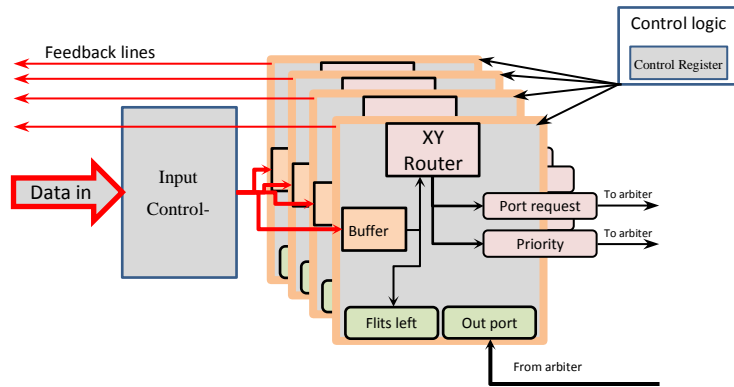 Feedback lines
Control logic
Control Register
XY
Router
Data in
Input
Control-
Buffer
Port request
To arbiter
Priority
To arbiter
Flits left
Out port
From arbiter